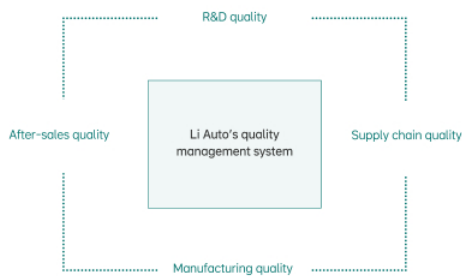 R&D quality
After-sales quality
Li Auto's quality
management system
Supply chain quality
Manufacturing quality